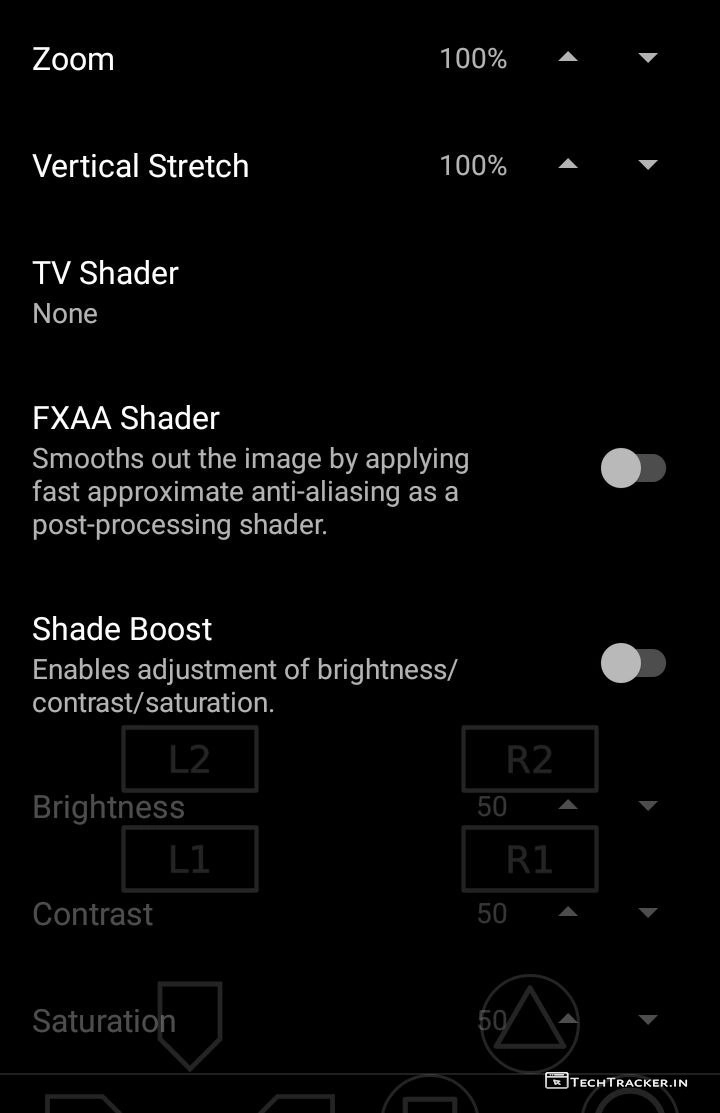 Zoom 100%
Vertical Stretch 100%
TV Shader
None
FXAA Shader
Smooths out the image by applying
fast approximate anti-aliasing as a
post-processing shader.
Shade Boost
Enables adjustment of brightness/
contrast/saturation.
L2 R2
Brightness 50
L1 R1
Contrast 50
Saturation 50
TECHTRACKER.IN